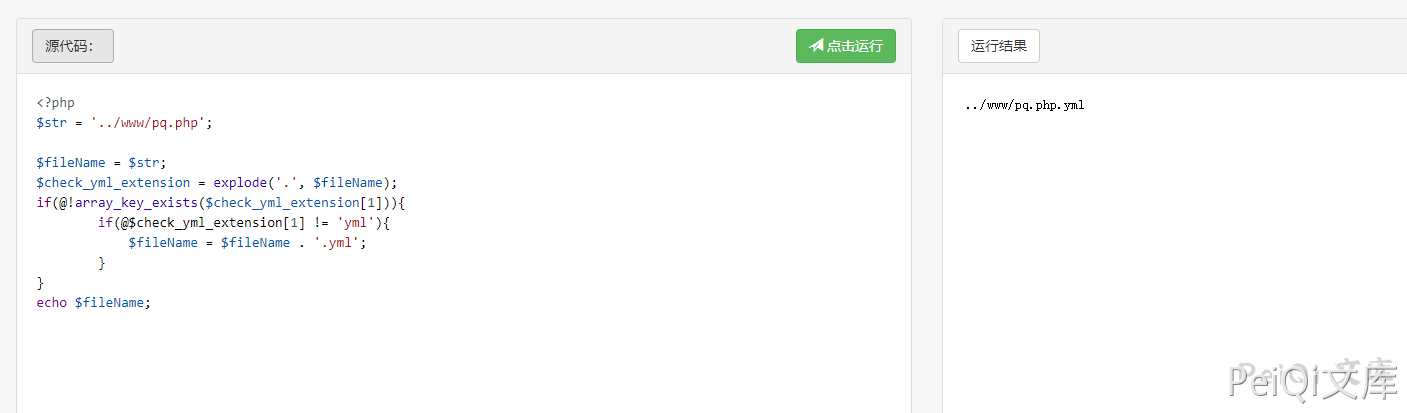 源代码：
点击运行
<?php
$str = '../www/pq.php';
$fileName = $str;
$check_yml_extension = explode('.', $fileName);
if(@!array_key_exists($check_yml_extension[1])){
        if(@$check_yml_extension[1] != 'yml'){
            $fileName = $fileName . '.yml';
        }
}
echo $fileName;
运行结果
../www/pq.php.yml
PeiQi文库